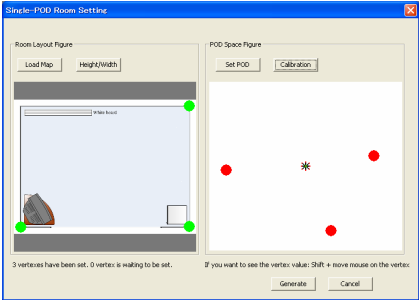 Single-POD Room Setting
Room Layout Figure
POD Space Figure
Load Map
Height/Width
Set POD
Calibration
White board
3 vertexes have been set. 0 vertex is waiting to be set.
If you want to see the vertex value: Shift + move mouse on the vertex
Generate
Cancel